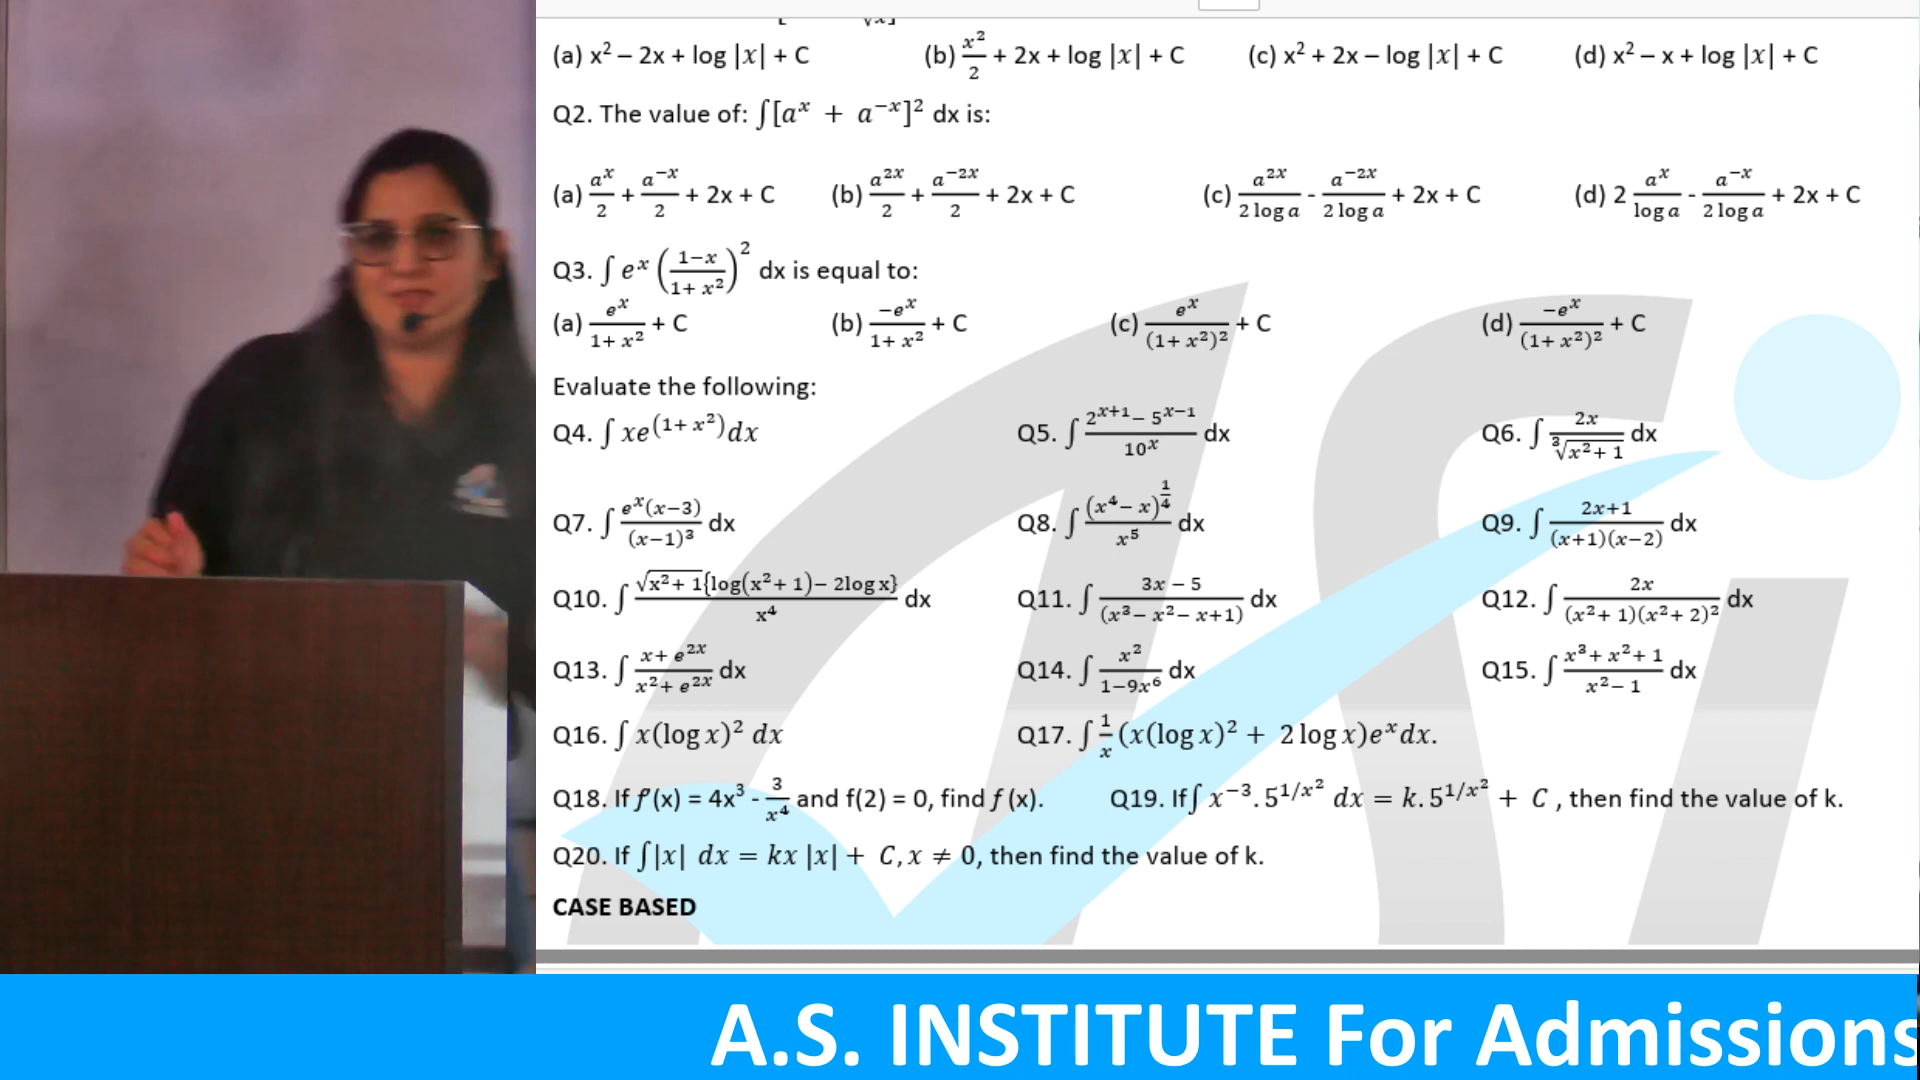 (a) x² – 2x + log |x| + C (b) x²/2 + 2x + log |x| + C (c) x² + 2x – log |x| + C (d) x² – x + log |x| + C
Q2. The value of: ∫[aˣ + a⁻ˣ]² dx is:
(a) aˣ/2 + a⁻ˣ/2 + 2x + C (b) a²ˣ/2 + a⁻²ˣ/2 + 2x + C (c) a²ˣ/(2 log a) - a⁻²ˣ/(2 log a) + 2x + C (d) 2 aˣ/(log a) - a⁻ˣ/(2 log a) + 2x + C
Q3. ∫ eˣ ((1−x)/(1+ x²))² dx is equal to:
(a) eˣ/(1+ x²) + C (b) −eˣ/(1+ x²) + C (c) eˣ/(1+ x²)² + C (d) −eˣ/(1+ x²)² + C
Evaluate the following:
Q4. ∫ xe^(1+ x²) dx Q5. ∫ (2^(x+1) − 5^(x−1))/10ˣ dx Q6. ∫ 2x/∛(x²+ 1) dx
Q7. ∫ eˣ(x−3)/(x−1)³ dx Q8. ∫ (x⁴− x)^(1/4)/x⁵ dx Q9. ∫ (2x+1)/((x+1)(x−2)) dx
Q10. ∫ √(x²+ 1){log(x²+ 1)− 2log x}/x⁴ dx Q11. ∫ (3x − 5)/(x³− x²− x+1) dx Q12. ∫ 2x/((x²+ 1)(x²+ 2)²) dx
Q13. ∫ (x+ e²ˣ)/(x²+ e²ˣ) dx Q14. ∫ x²/(1−9x⁶) dx Q15. ∫ (x³+ x²+ 1)/(x²− 1) dx
Q16. ∫ x(log x)² dx Q17. ∫ 1/x (x(log x)² + 2 log x)eˣdx.
Q18. If f′(x) = 4x³ - 3/x⁴ and f(2) = 0, find f (x). Q19. If∫ x⁻³. 5^(1/x²) dx = k. 5^(1/x²) + C , then find the value of k.
Q20. If ∫|x| dx = kx |x| + C, x ≠ 0, then find the value of k.
CASE BASED
A.S. INSTITUTE For Admissions